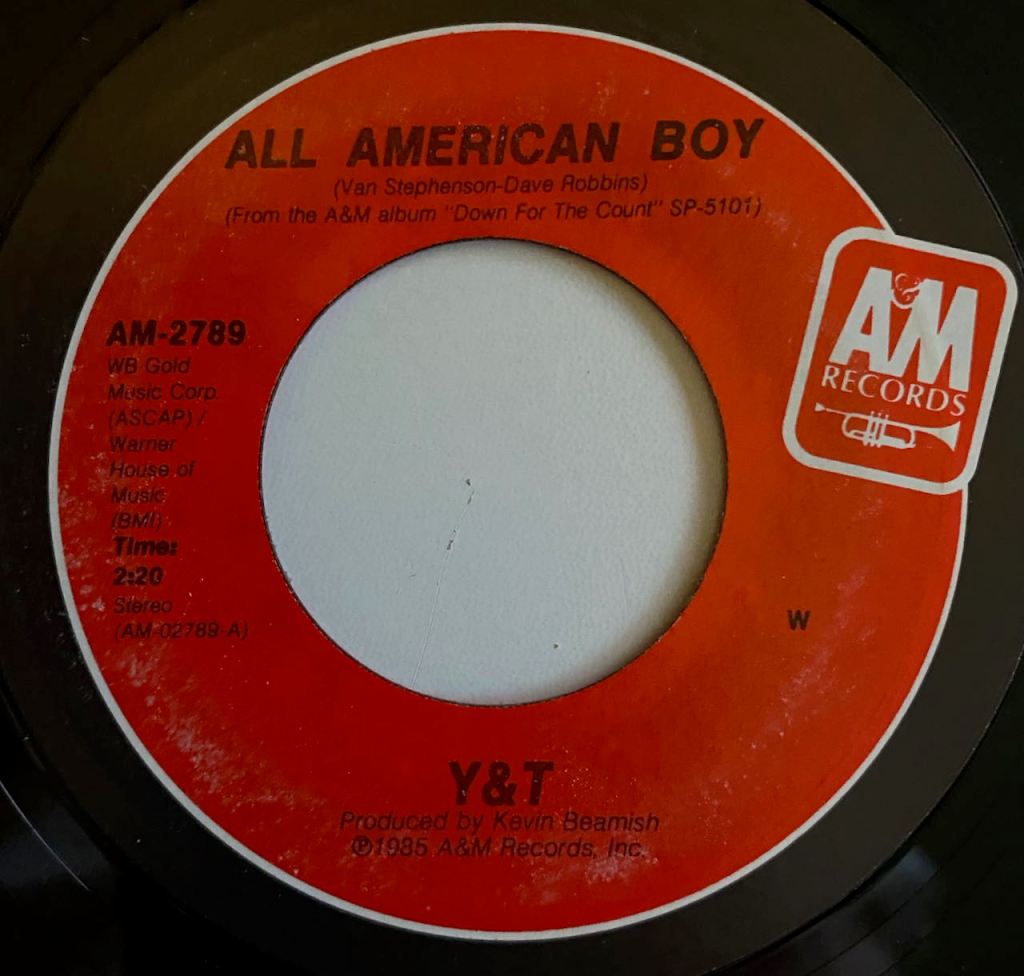 ALL AMERICAN BOY
(Van Stephenson-Dave Robbins)
(From the A&M album "Down For The Count" SP-5101)
A&M
RECORDS
AM-2789
WB Gold
Music Corp.
(ASCAP) /
Warner
House of
Music
(BMI)
Time:
2:20
Stereo
(AM-02789-A)
W
Y&T
Produced by Kevin Beamish
℗1985 A&M Records, Inc.